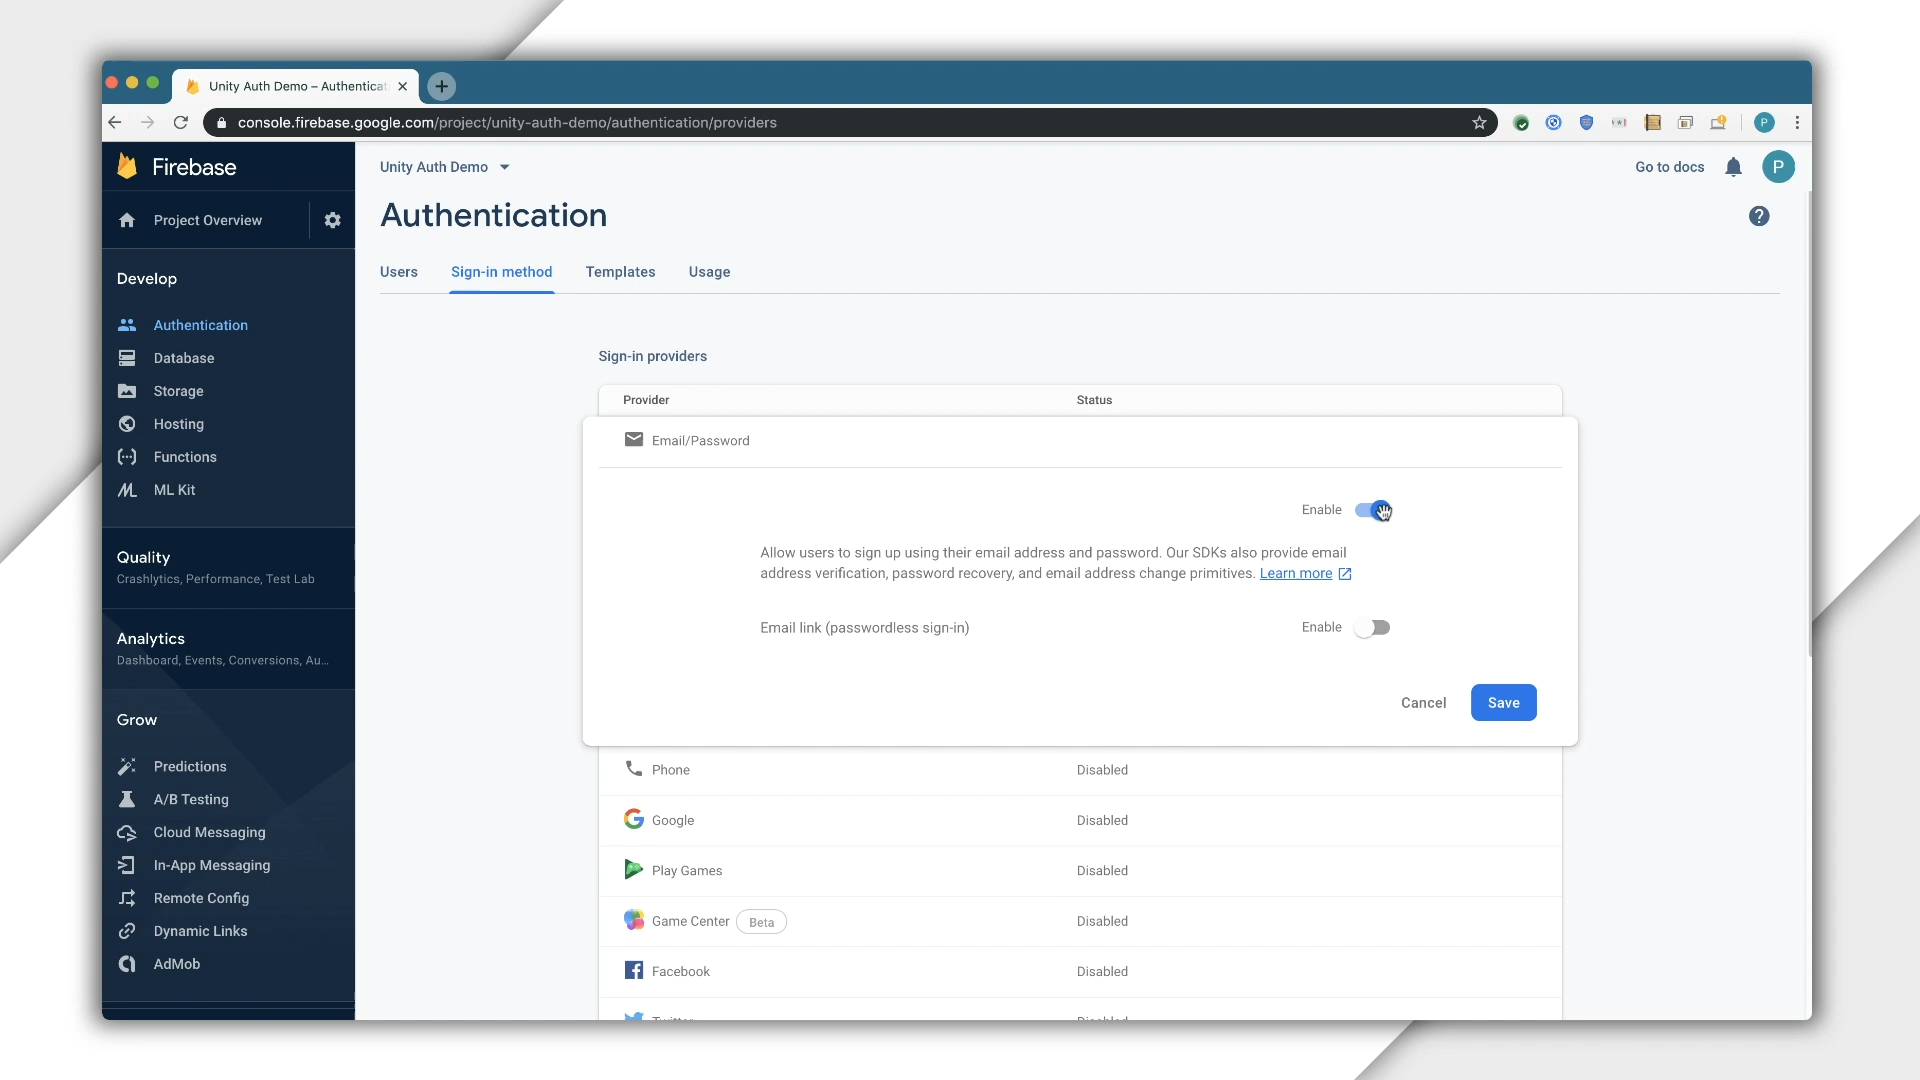 Unity Auth Demo – Authenticat
console.firebase.google.com/project/unity-auth-demo/authentication/providers
P
Firebase
Unity Auth Demo
Go to docs
P
Project Overview
Authentication
?
Users
Sign-in method
Templates
Usage
Develop
Authentication
Database
Storage
Hosting
Functions
ML Kit
Quality
Crashlytics, Performance, Test Lab
Analytics
Dashboard, Events, Conversions, Au...
Grow
Predictions
A/B Testing
Cloud Messaging
In-App Messaging
Remote Config
Dynamic Links
AdMob
Sign-in providers
Provider
Status
Email/Password
Enable
Allow users to sign up using their email address and password. Our SDKs also provide email
address verification, password recovery, and email address change primitives. Learn more
Email link (passwordless sign-in)
Enable
Cancel
Save
Phone
Disabled
Google
Disabled
Play Games
Disabled
Game Center
Beta
Disabled
Facebook
Disabled
Twitter
Disabled